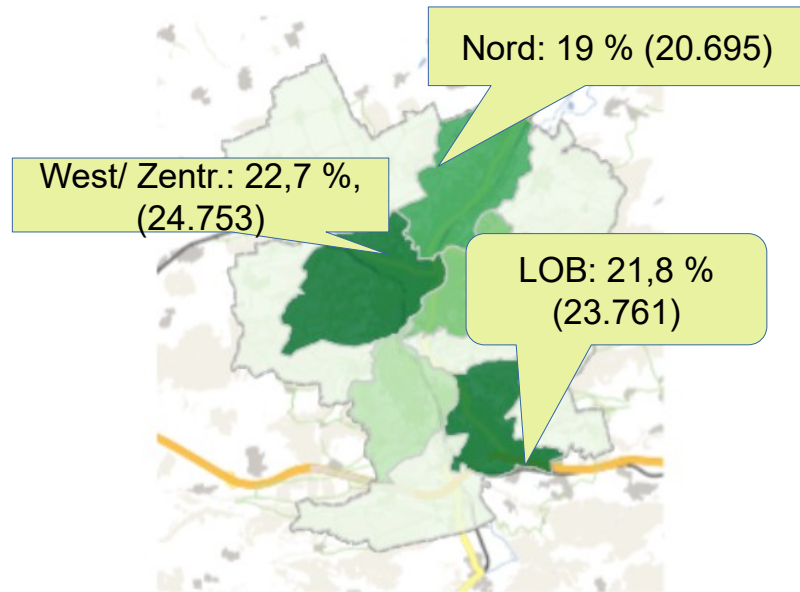 Nord: 19 % (20.695)
West/ Zentr.: 22,7 %,
(24.753)
LOB: 21,8 %
(23.761)